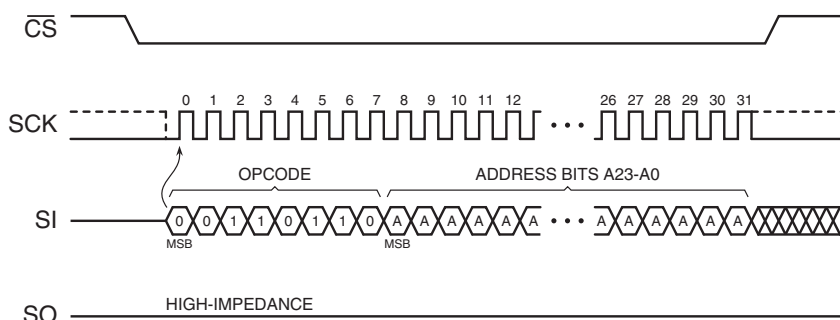 CS
0 1 2 3 4 5 6 7 8 9 10 11 12 26 27 28 29 30 31
SCK
OPCODE ADDRESS BITS A23-A0
SI 0 0 1 1 0 1 1 0 A A A A A A A A A A A A
MSB MSB
HIGH-IMPEDANCE
SO